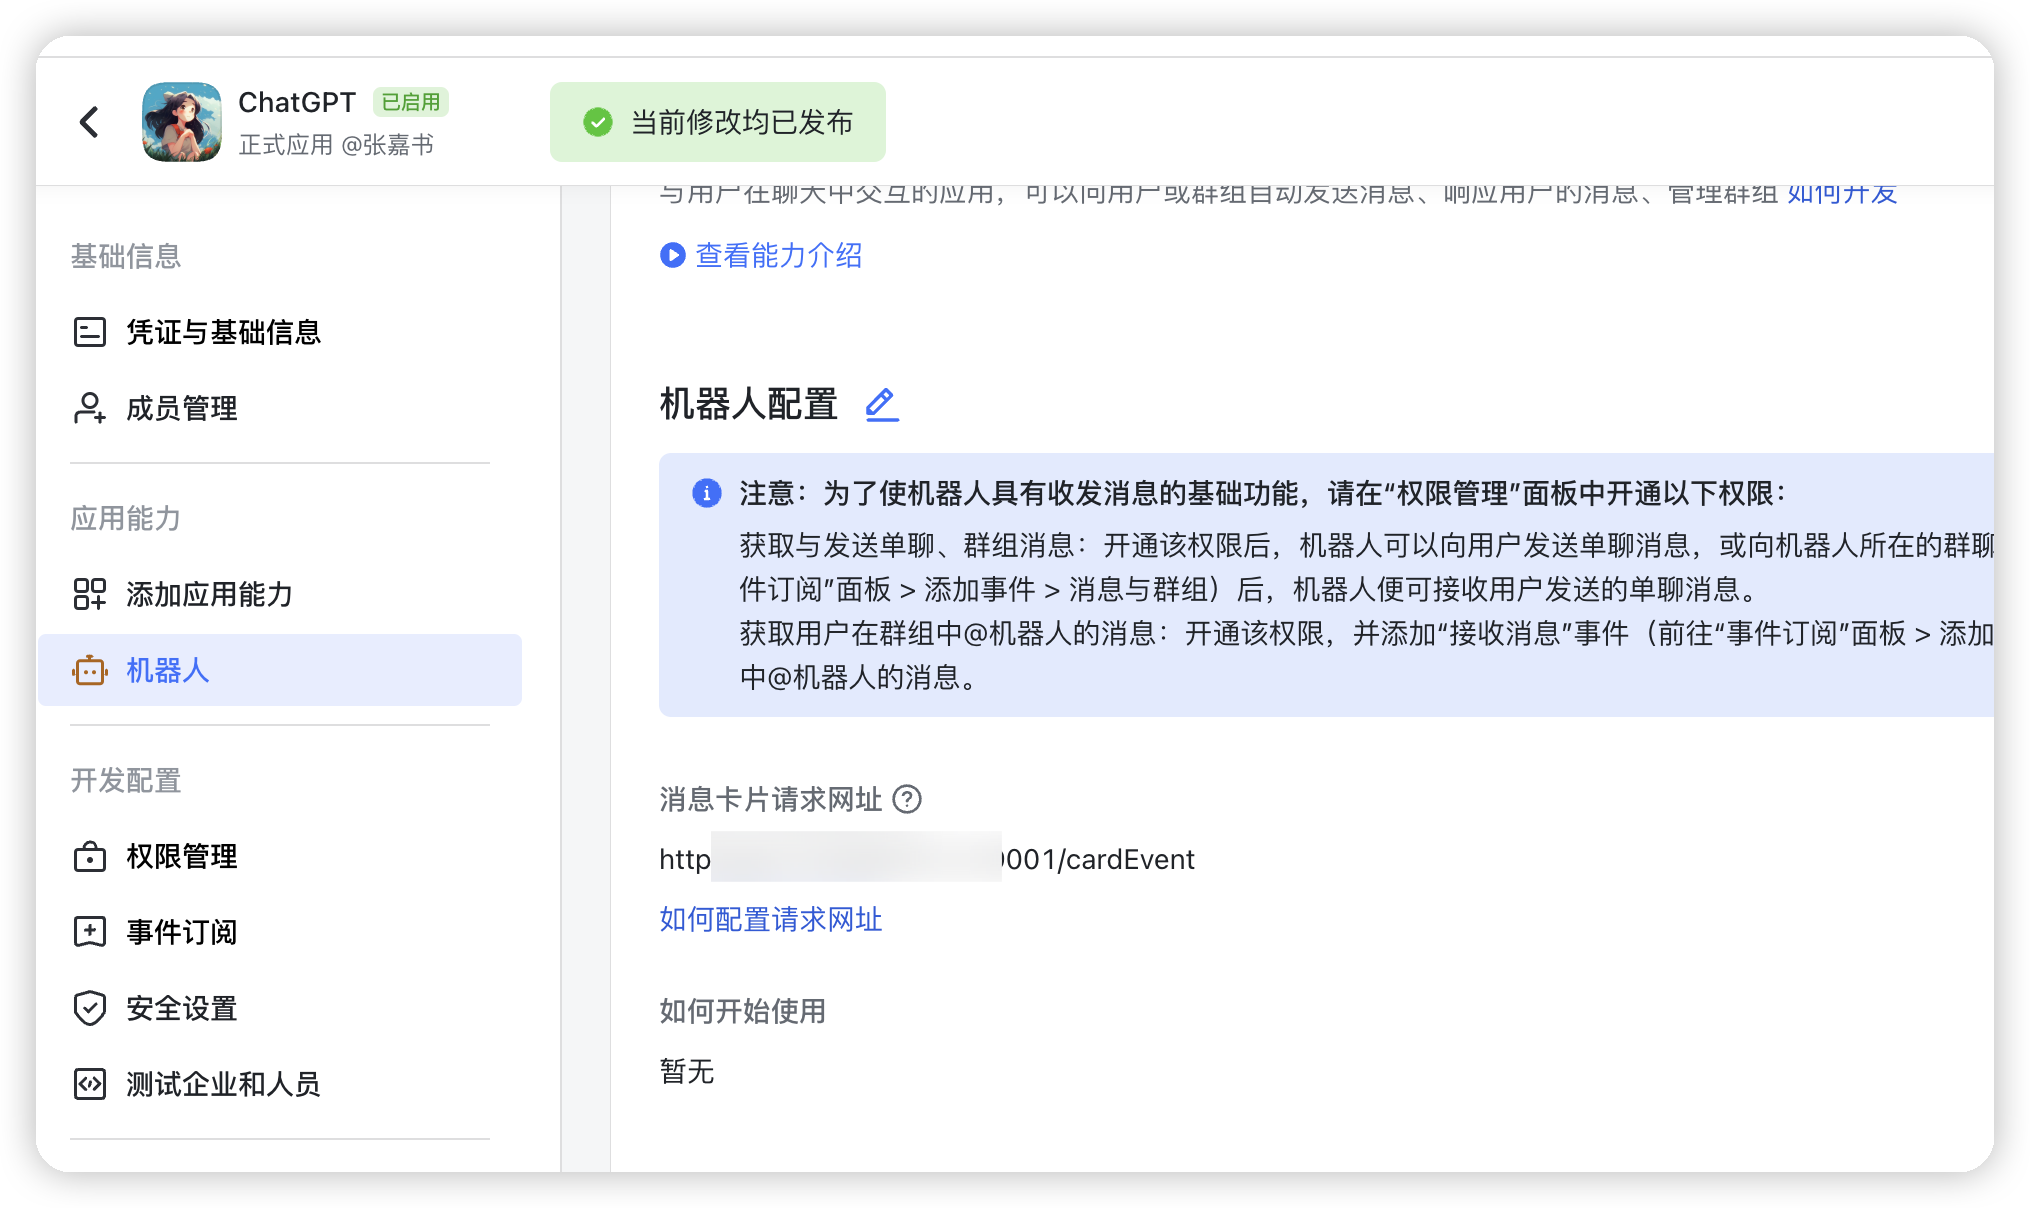 ChatGPT 已启用
正式应用 @张嘉书
当前修改均已发布
与用户在聊天中交互的应用，可以向用户或群组自动发送消息、响应用户的消息、管理群组 如何开发
查看能力介绍
基础信息
凭证与基础信息
成员管理
应用能力
添加应用能力
机器人
开发配置
权限管理
事件订阅
安全设置
测试企业和人员
机器人配置
注意：为了使机器人具有收发消息的基础功能，请在“权限管理”面板中开通以下权限：
获取与发送单聊、群组消息：开通该权限后，机器人可以向用户发送单聊消息，或向机器人所在的群聊
件订阅”面板 > 添加事件 > 消息与群组）后，机器人便可接收用户发送的单聊消息。
获取用户在群组中@机器人的消息：开通该权限，并添加“接收消息”事件（前往“事件订阅”面板 > 添加
中@机器人的消息。
消息卡片请求网址
http 001/cardEvent
如何配置请求网址
如何开始使用
暂无